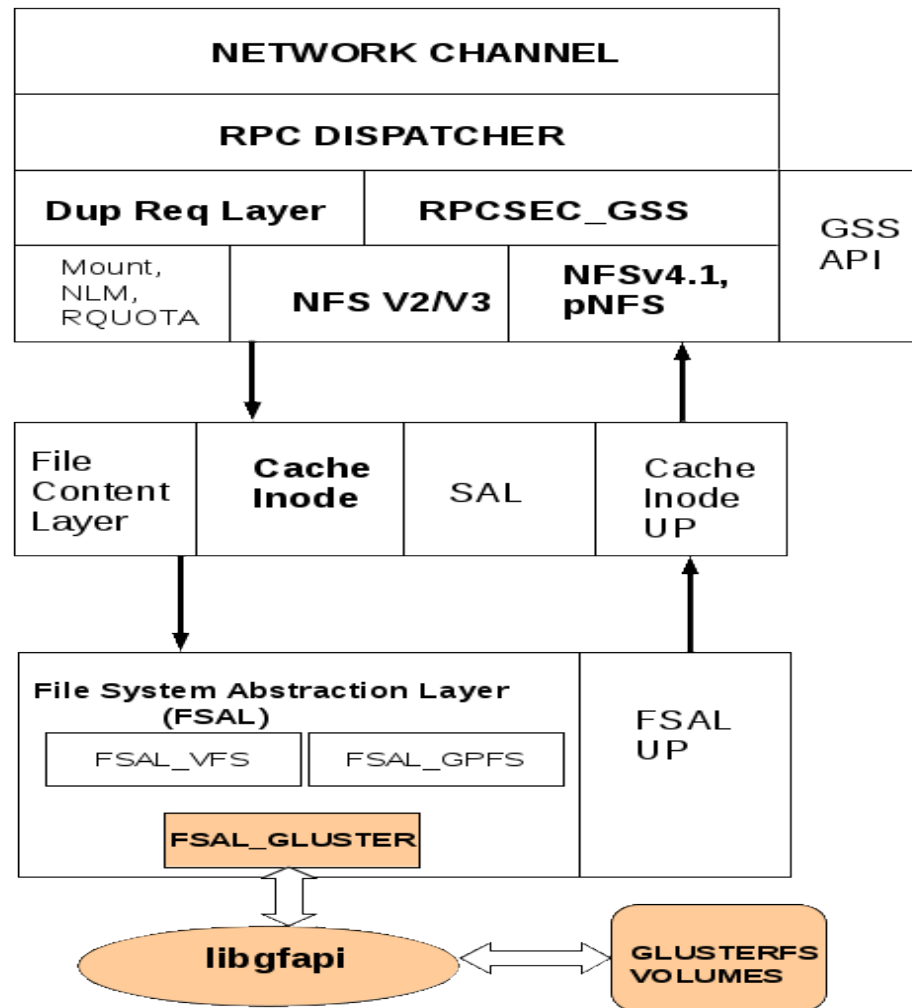 NETWORK CHANNEL
RPC DISPATCHER
Dup Req Layer
RPCSEC_GSS
GSS
API
Mount,
NLM,
RQUOTA
NFS V2/V3
NFSv4.1,
pNFS
File
Content
Layer
Cache
Inode
SAL
Cache
Inode
UP
File System Abstraction Layer
(FSAL)
FSAL_VFS
FSAL_GPFS
FSAL_GLUSTER
FSAL
UP
libgfapi
GLUSTERFS
VOLUMES